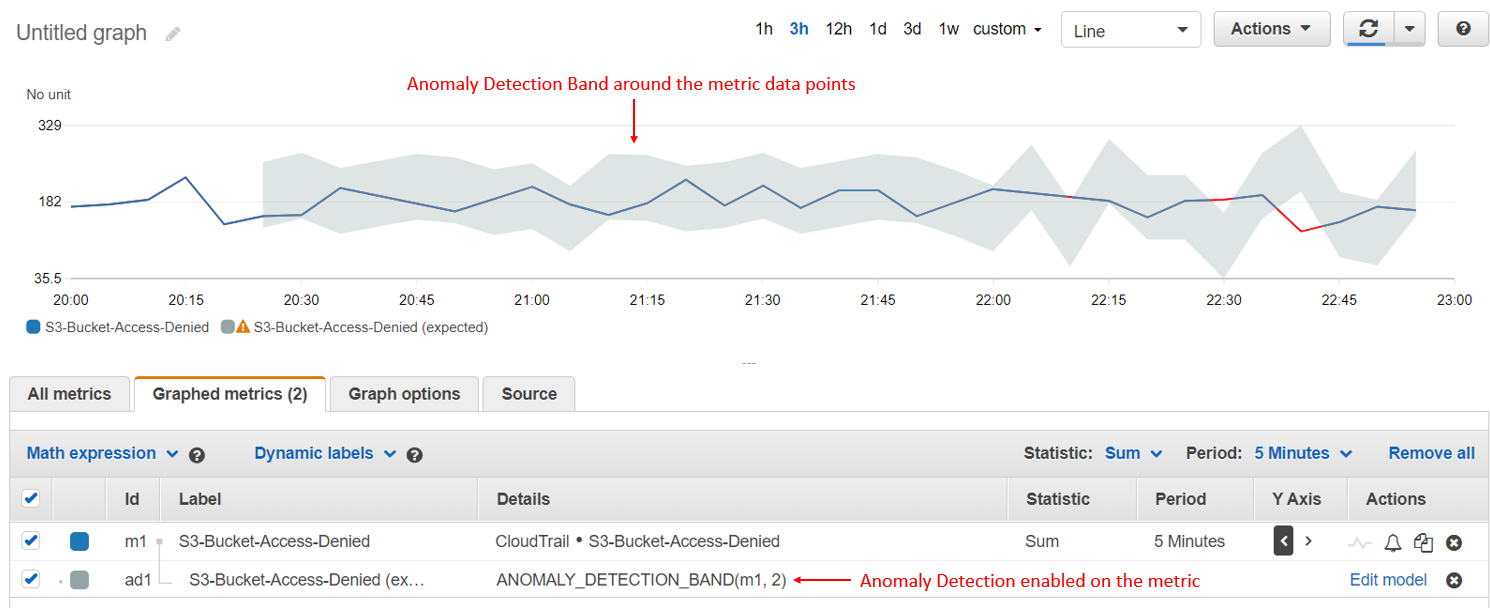 Untitled graph 1h 3h 12h 1d 3d 1w custom Line Actions
Anomaly Detection Band around the metric data points
No unit
329
182
35.5
20:00 20:15 20:30 20:45 21:00 21:15 21:30 21:45 22:00 22:15 22:30 22:45 23:00
S3-Bucket-Access-Denied S3-Bucket-Access-Denied (expected)
All metrics Graphed metrics (2) Graph options Source
Math expression ? Dynamic labels ? Statistic: Sum Period: 5 Minutes Remove all
Id Label Details Statistic Period Y Axis Actions
m1 S3-Bucket-Access-Denied CloudTrail • S3-Bucket-Access-Denied Sum 5 Minutes < >
ad1 S3-Bucket-Access-Denied (ex... ANOMALY_DETECTION_BAND(m1, 2) Anomaly Detection enabled on the metric Edit model